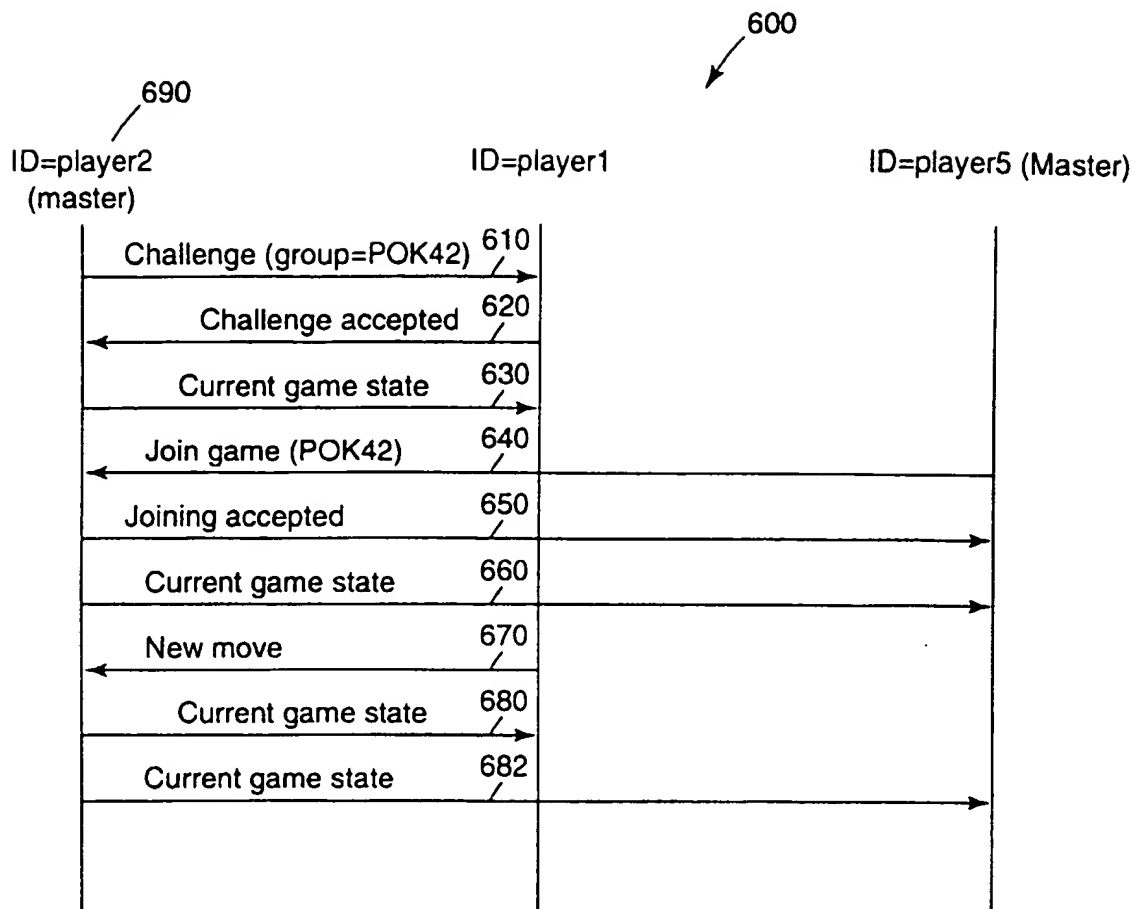 600
690
ID=player2
(master)
ID=player1
ID=player5 (Master)
Challenge (group=POK42) 610
Challenge accepted 620
Current game state 630
Join game (POK42) 640
Joining accepted 650
Current game state 660
New move 670
Current game state 680
Current game state 682